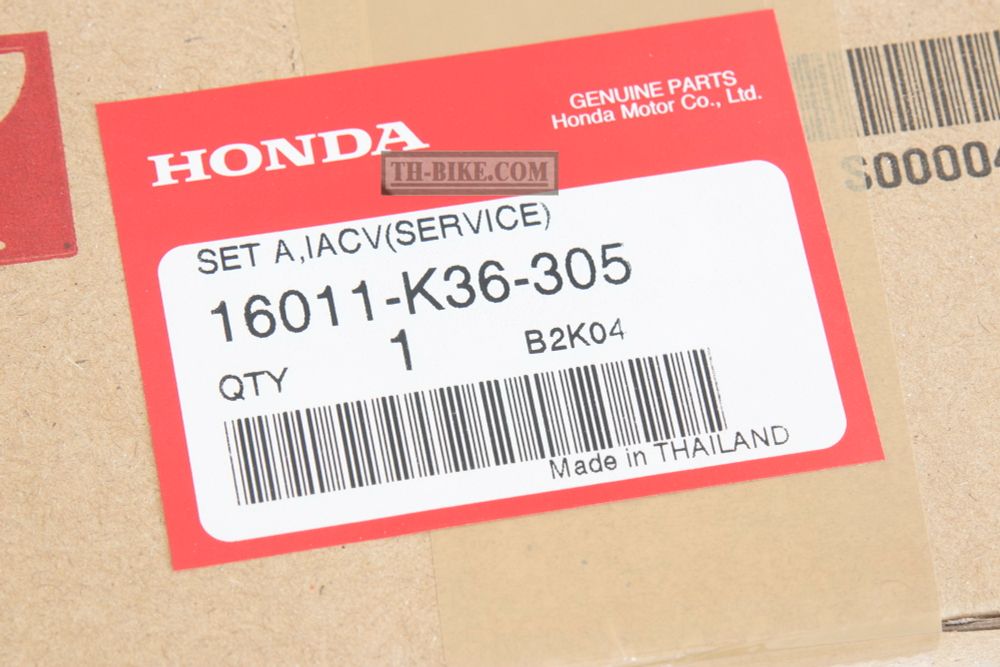 HONDA
GENUINE PARTS
Honda Motor Co., Ltd.
TH-BIKE.COM
SET A,IACV(SERVICE)
16011-K36-305
QTY 1 B2K04
Made in THAILAND